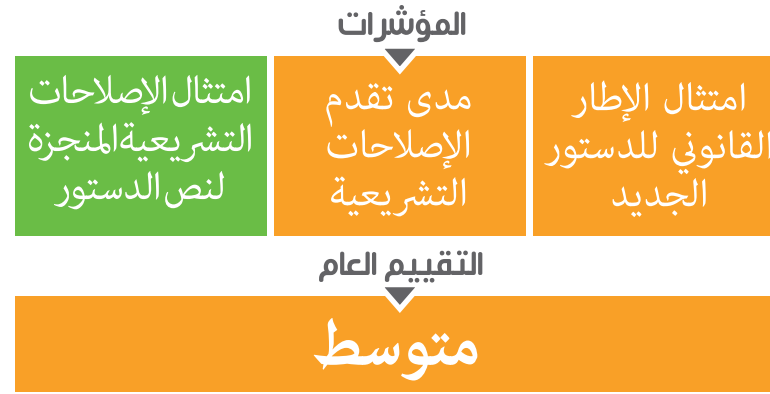 المؤشرات
امتثال الإطار
القانوني للدستور
الجديد
مدى تقدم
الإصلاحات
التشريعية
امتثال الإصلاحات
التشريعية المنجزة
لنص الدستور
التقييم العام
متوسط